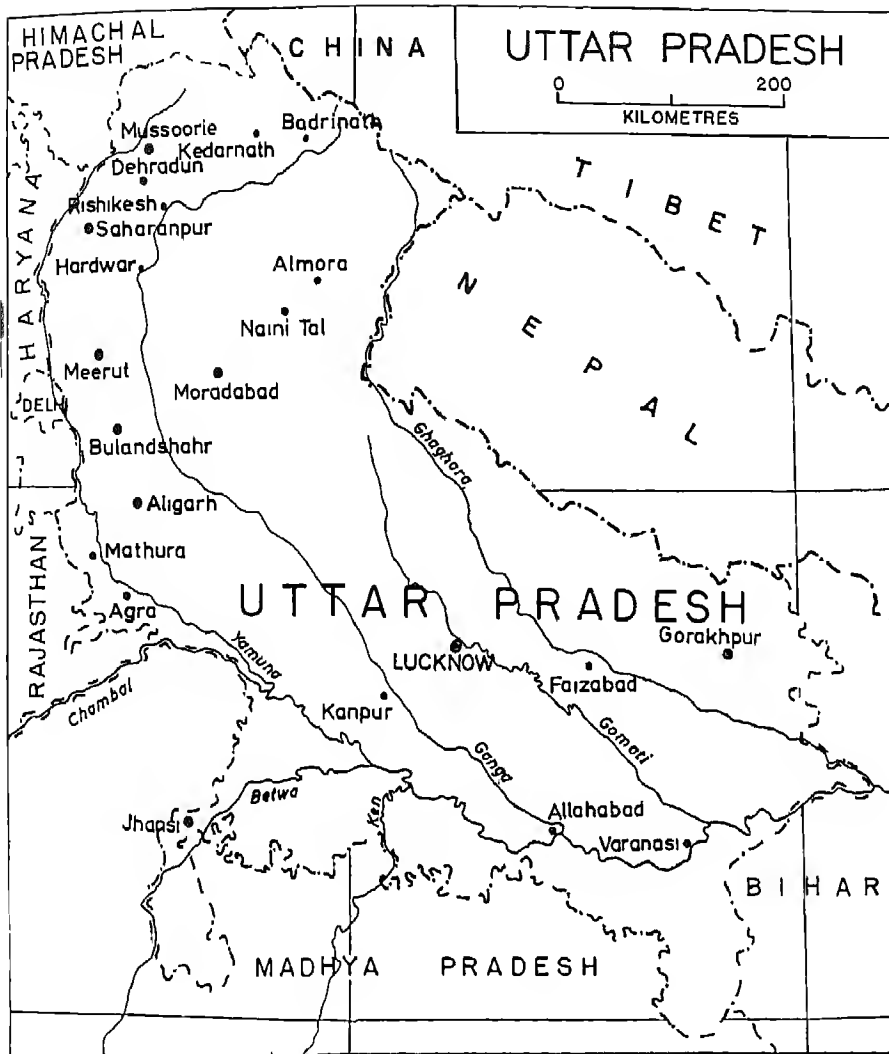 HIMACHAL
PRADESH
CHINA
UTTAR PRADESH
0 200
KILOMETRES
Mussoorie
Badrinath
Kedarnath
Dehradun
TIBET
HARYANA
Rishikesh
Saharanpur
Hardwar
Almora
NEPAL
Naini Tal
Meerut
Moradabad
DELHI
Bulandshahr
Ghaghara
Aligarh
RAJASTHAN
Mathura
UTTAR PRADESH
Agra
Gorakhpur
Yamuna
LUCKNOW
Faizabad
Chambal
Kanpur
Gomati
Ganga
Betwa
Jhansi
Ken
Allahabad
Varanasi
BIHAR
MADHYA PRADESH